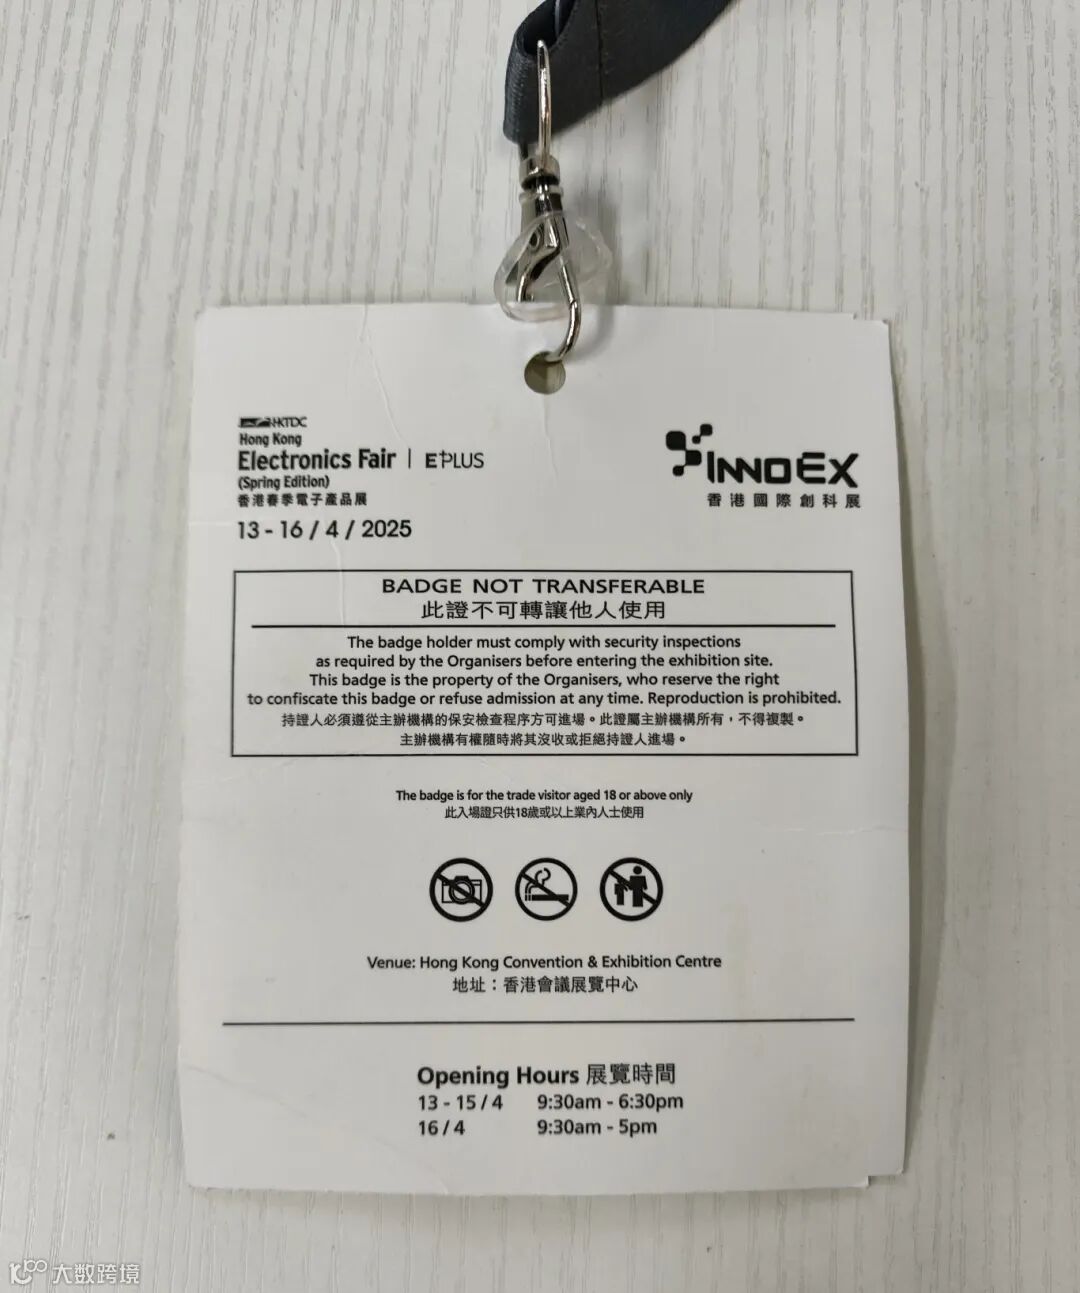 HKTDC
Hong Kong
Electronics Fair | E+PLUS
(Spring Edition)
香港春季電子產品展
13 - 16 / 4 / 2025
INNOEX
香港國際創科展
BADGE NOT TRANSFERABLE
此證不可轉讓他人使用
The badge holder must comply with security inspections
as required by the Organisers before entering the exhibition site.
This badge is the property of the Organisers, who reserve the right
to confiscate this badge or refuse admission at any time. Reproduction is prohibited.
持證人必須遵從主辦機構的保安檢查程序方可進場。此證屬主辦機構所有，不得複製。
主辦機構有權隨時將其沒收或拒絕持證人進場。
The badge is for the trade visitor aged 18 or above only
此入場證只供18歲或以上業內人士使用
Venue: Hong Kong Convention & Exhibition Centre
地址：香港會議展覽中心
Opening Hours 展覽時間
13 - 15 / 4 9:30am - 6:30pm
16 / 4 9:30am - 5pm
大数跨境